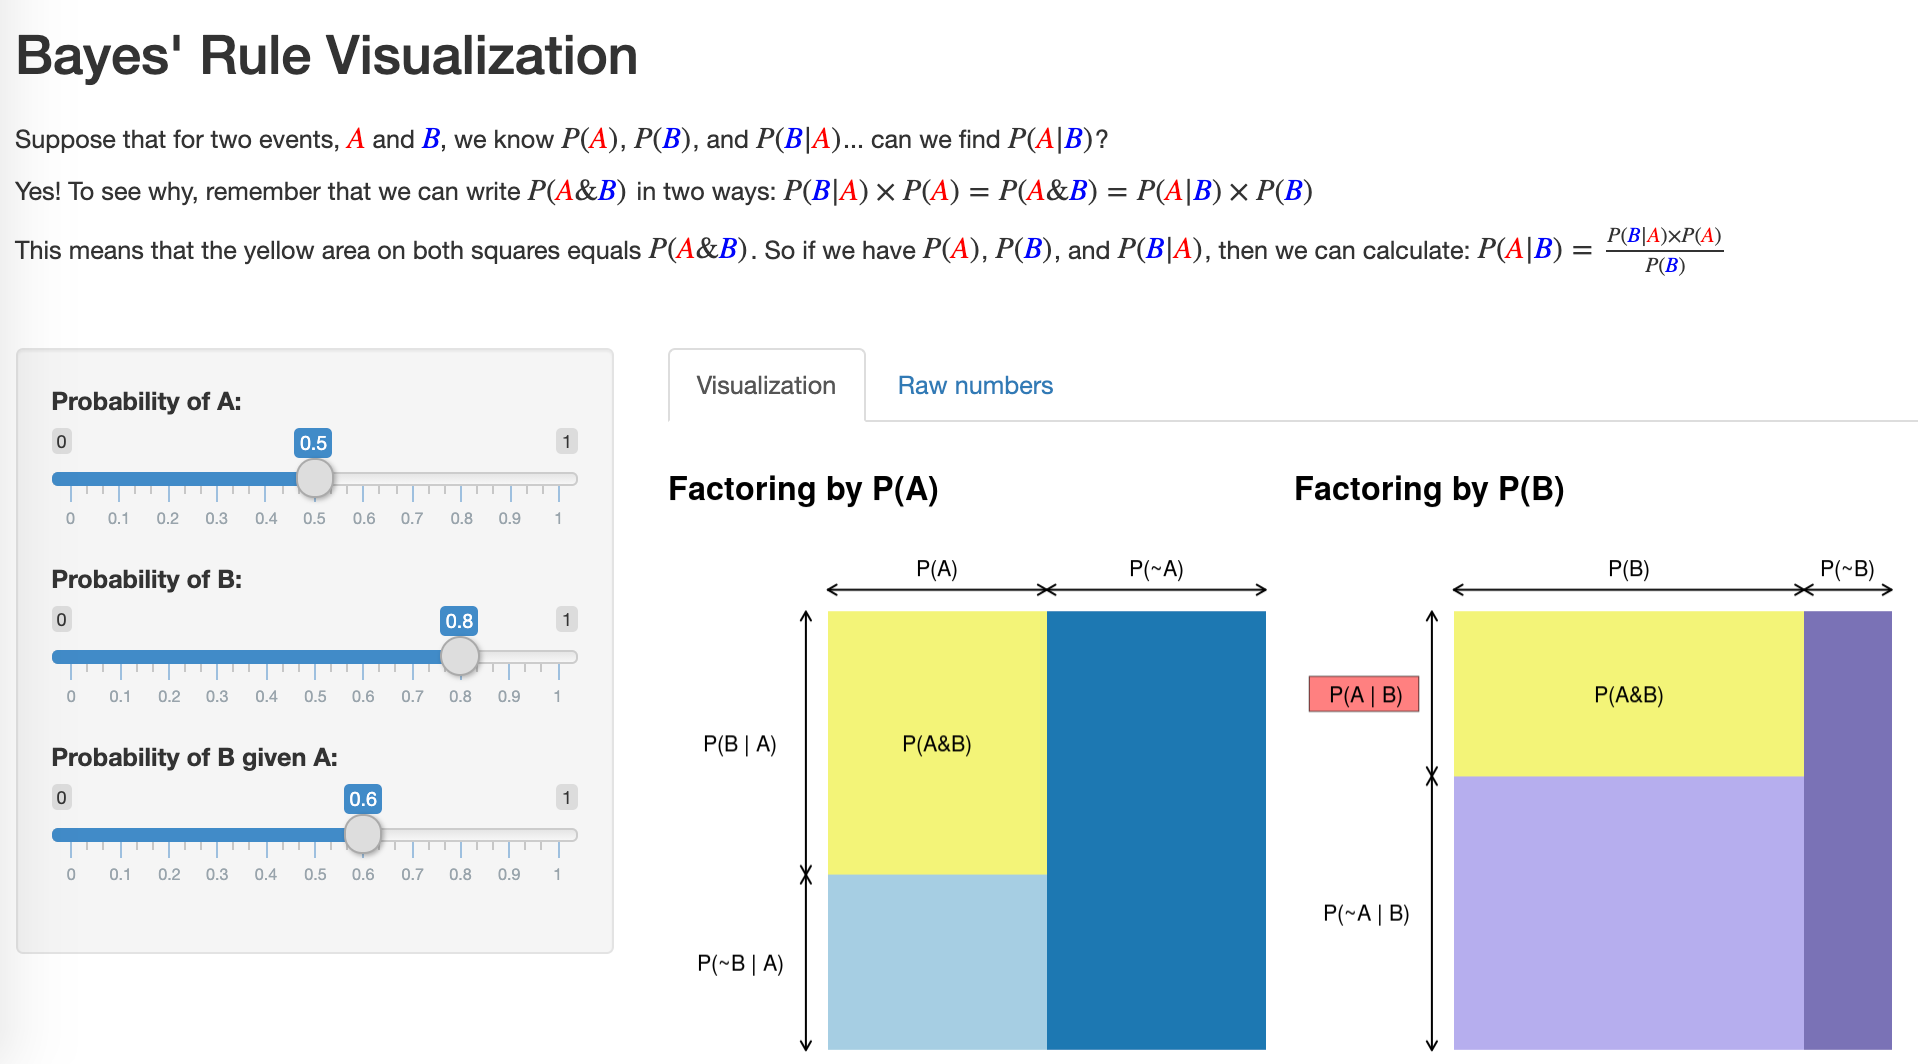 Bayes' Rule Visualization
Suppose that for two events, A and B, we know P(A), P(B), and P(B|A)... can we find P(A|B)?
Yes! To see why, remember that we can write P(A&B) in two ways: P(B|A) × P(A) = P(A&B) = P(A|B) × P(B)
This means that the yellow area on both squares equals P(A&B). So if we have P(A), P(B), and P(B|A), then we can calculate: P(A|B) = P(B|A)×P(A) / P(B)
Probability of A:
0 0.5 1
0 0.1 0.2 0.3 0.4 0.5 0.6 0.7 0.8 0.9 1
Probability of B:
0 0.8 1
0 0.1 0.2 0.3 0.4 0.5 0.6 0.7 0.8 0.9 1
Probability of B given A:
0 0.6 1
0 0.1 0.2 0.3 0.4 0.5 0.6 0.7 0.8 0.9 1
Visualization
Raw numbers
Factoring by P(A)
P(A) P(~A)
P(B | A)
P(A&B)
P(~B | A)
Factoring by P(B)
P(B) P(~B)
P(A | B)
P(A&B)
P(~A | B)